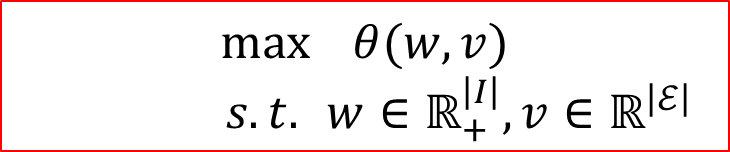 max 𝜃(𝑤, 𝑣)
𝑠. 𝑡. 𝑤 ∈ ℝ₊^|𝐼|, 𝑣 ∈ ℝ^|ℰ|